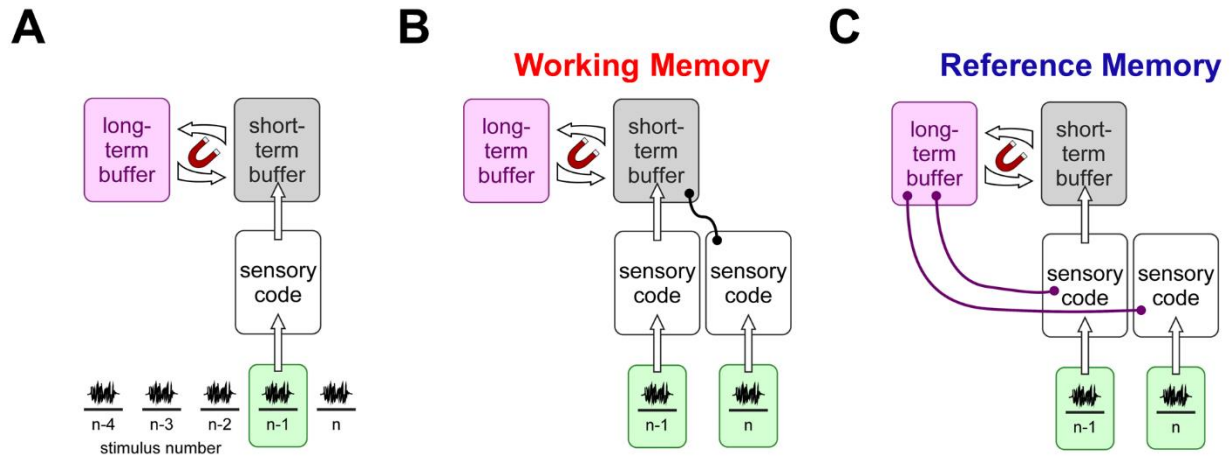 A
long-
term
buffer
short-
term
buffer
sensory
code
n-4
n-3
n-2
n-1
n
stimulus number
B
Working Memory
long-
term
buffer
short-
term
buffer
sensory
code
sensory
code
n-1
n
C
Reference Memory
long-
term
buffer
short-
term
buffer
sensory
code
sensory
code
n-1
n